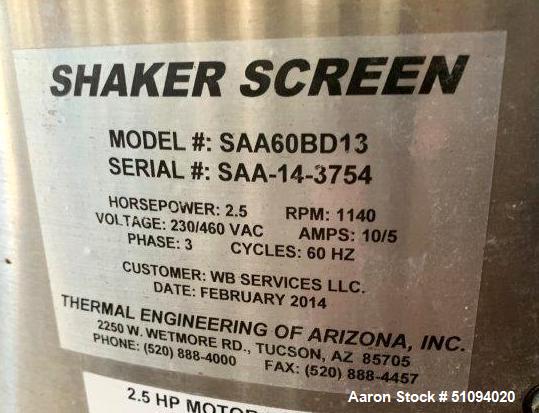 SHAKER SCREEN
MODEL #: SAA60BD13
SERIAL #: SAA-14-3754
HORSEPOWER: 2.5 RPM: 1140
VOLTAGE: 230/460 VAC AMPS: 10/5
PHASE: 3 CYCLES: 60 HZ
CUSTOMER: WB SERVICES LLC.
DATE: FEBRUARY 2014
THERMAL ENGINEERING OF ARIZONA, INC.
2250 W. WETMORE RD., TUCSON, AZ 85705
PHONE: (520) 888-4000 FAX: (520) 888-4457
2.5 HP MOTOR
Aaron Stock # 51094020